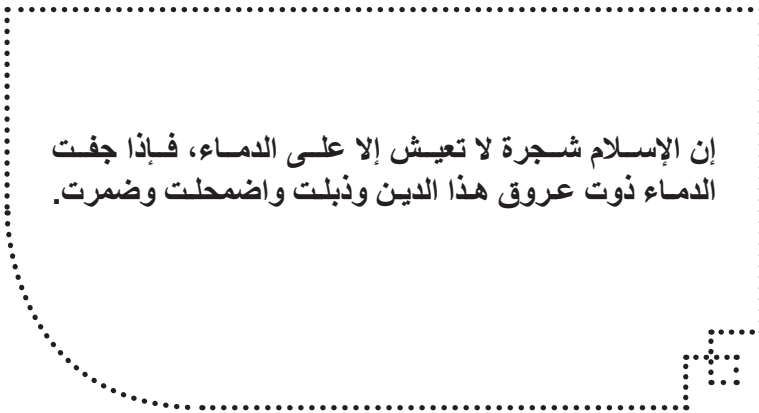 إن الإسلام شجرة لا تعيش إلا على الدماء، فإذا جفت
الدماء ذوت عروق هذا الدين وذبلت واضمحلت وضمرت.